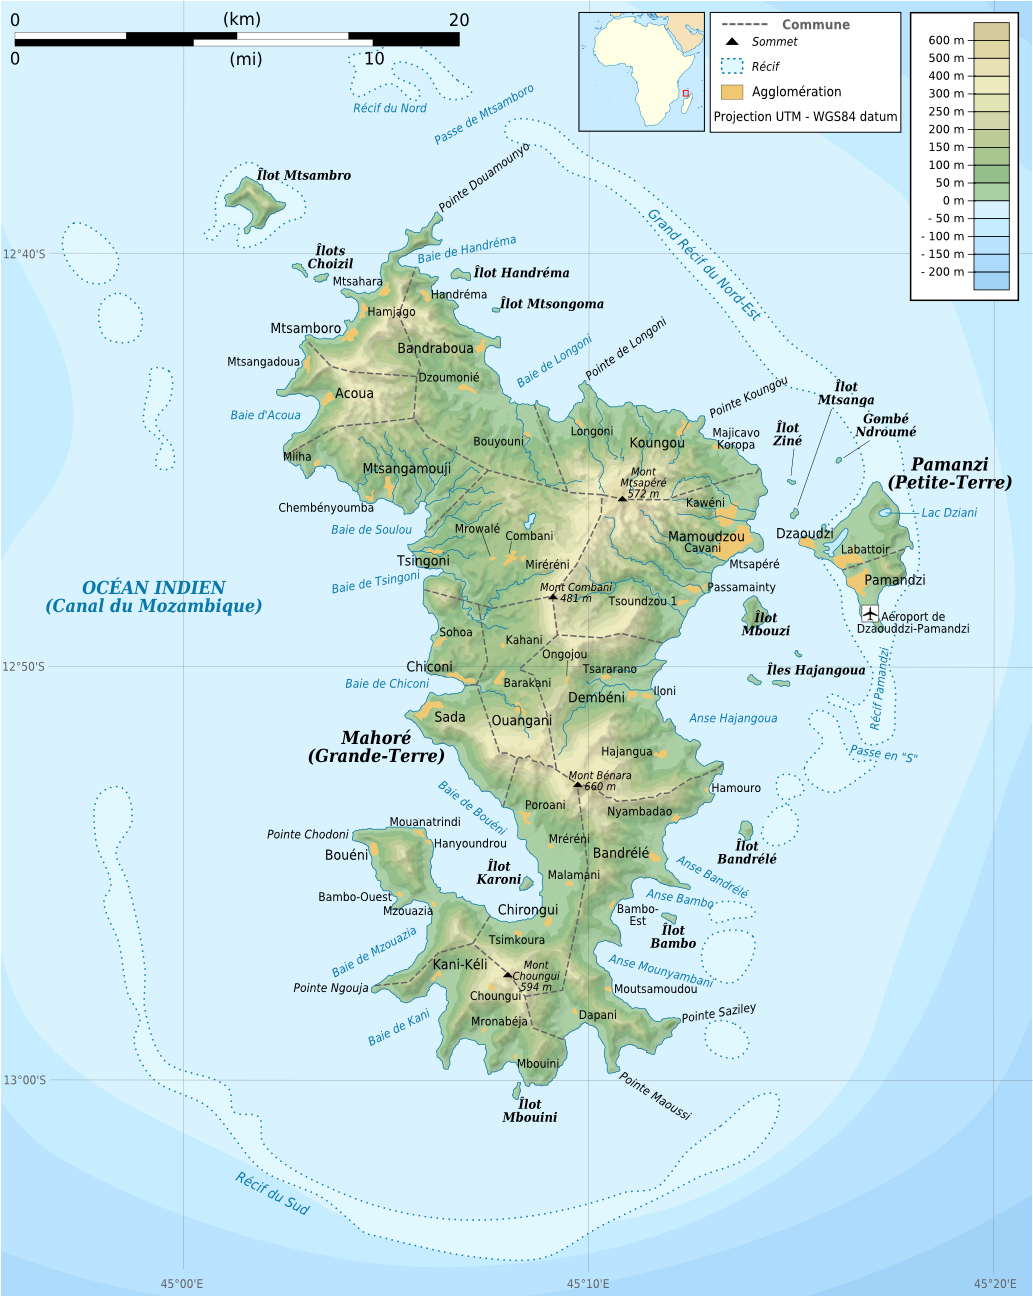 0
(km)
20
0
(mi)
10
Commune
Sommet
Récif
Agglomération
Projection UTM - WGS84 datum
600 m
500 m
400 m
300 m
250 m
200 m
150 m
100 m
50 m
0 m
- 50 m
- 100 m
- 150 m
- 200 m
Récif du Nord
Passe de Mtsamboro
Pointe Douamounyo
Îlot Mtsambro
Grand Récif du Nord-Est
12°40'S
Îlots
Choizil
Baie de Handréma
Îlot Handréma
Mtsahara
Handréma
Îlot Mtsongoma
Hamjago
Mtsamboro
Bandraboua
Baie de Longoni
Pointe de Longoni
Mtsangadoua
Dzoumonié
Acoua
Pointe Koungou
Îlot
Mtsanga
Baie d'Acoua
Gombé
Ndroumé
Îlot
Ziné
Bouyouni
Longoni
Koungou
Majicavo
Koropa
Mliha
Mtsangamouji
Mont
Mtsapéré
572 m
Pamanzi
(Petite-Terre)
Chembényoumba
Kawéni
Lac Dziani
Baie de Soulou
Mrowalé
Combani
Mamoudzou
Cavani
Dzaoudzi
Labattoir
Tsingoni
Miréréni
Mtsapéré
Baie de Tsingoni
Mont Combani
481 m
Passamainty
Pamandzi
OCÉAN INDIEN
(Canal du Mozambique)
Tsoundzou 1
Îlot
Mbouzi
Aéroport de
Dzaouddzi-Pamandzi
Sohoa
Kahani
Ongojou
12°50'S
Chiconi
Tsararano
Îles Hajangoua
Baie de Chiconi
Barakani
Dembéni
Iloni
Récif Pamandzi
Sada
Ouangani
Anse Hajangoua
Mahoré
(Grande-Terre)
Hajangua
Passe en "S"
Mont Bénara
660 m
Hamouro
Baie de Bouéni
Poroani
Nyambadao
Mouanatrindi
Pointe Chodoni
Hanyoundrou
Mréréni
Bouéni
Bandrélé
Îlot
Bandrélé
Îlot
Karoni
Malamani
Anse Bandrélé
Bambo-Ouest
Mzouazia
Anse Bambo
Chirongui
Bambo-
Est
Îlot
Bambo
Tsimkoura
Baie de Mzouazia
Kani-Kéli
Mont
Choungui
594 m
Anse Mounyambani
Pointe Ngouja
Choungui
Moutsamoudou
Baie de Kani
Mronabéja
Dapani
Pointe Saziley
Mbouini
13°00'S
Pointe Maoussi
Îlot
Mbouini
Récif du Sud
45°00'E
45°10'E
45°20'E